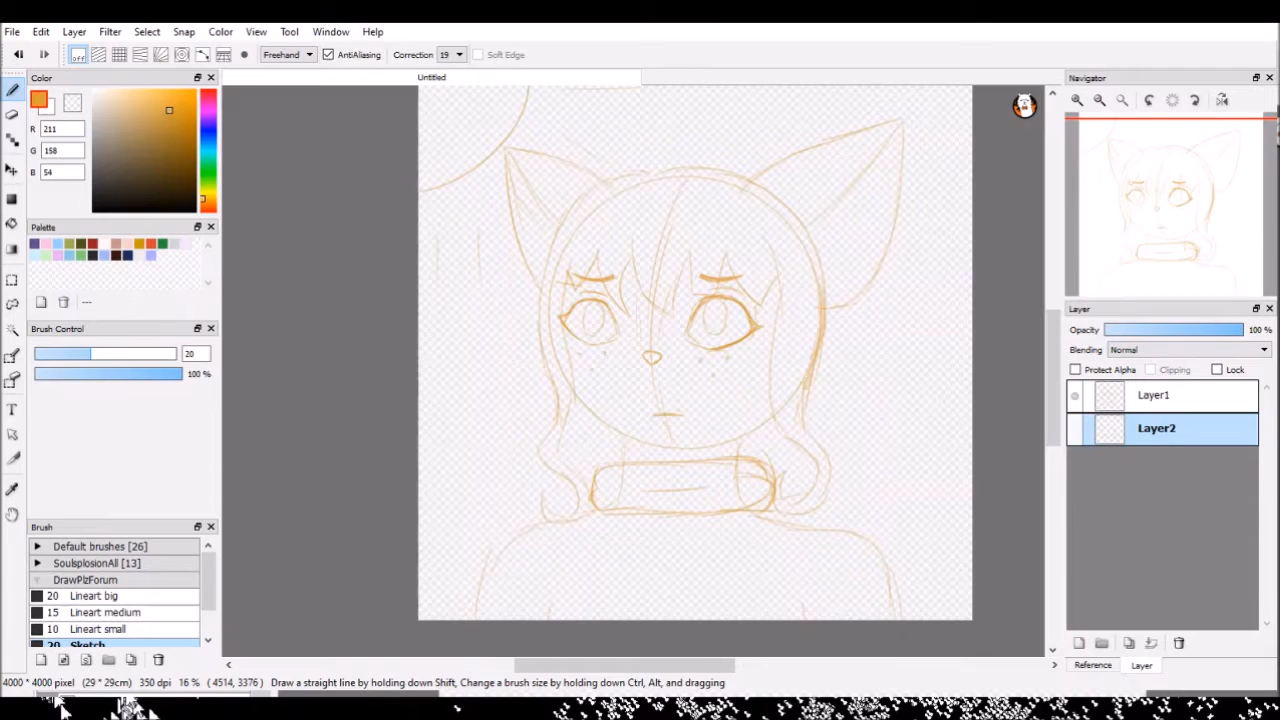 File Edit Layer Filter Select Snap Color View Tool Window Help
off Freehand AntiAliasing Correction 19 Soft Edge
Color
R 211
G 158
B 54
Palette
---
Brush Control
20
100 %
Brush
Default brushes [26]
SoulsplosionAll [13]
DrawPlzForum
20 Lineart big
15 Lineart medium
10 Lineart small
20 Sketch
Untitled
Navigator
Layer
Opacity 100 %
Blending Normal
Protect Alpha Clipping Lock
Layer1
Layer2
Reference Layer
4000 * 4000 pixel (29 * 29cm) 350 dpi 16 % ( 4514, 3376 ) Draw a straight line by holding down Shift, Change a brush size by holding down Ctrl, Alt, and dragging